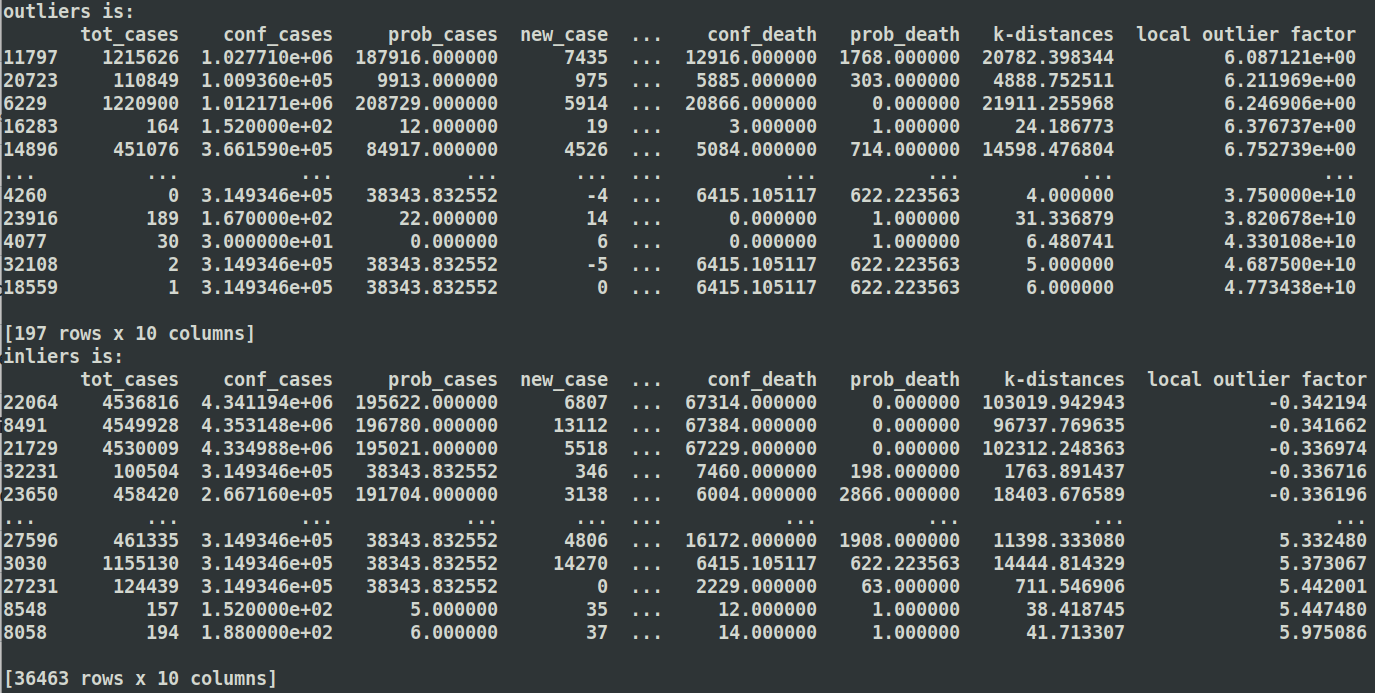 outliers is:
tot_cases conf_cases prob_cases new_case ... conf_death prob_death k-distances local outlier factor
11797 1215626 1.027710e+06 187916.000000 7435 ... 12916.000000 1768.000000 20782.398344 6.087121e+00
20723 110849 1.009360e+05 9913.000000 975 ... 5885.000000 303.000000 4888.752511 6.211969e+00
6229 1220900 1.012171e+06 208729.000000 5914 ... 20866.000000 0.000000 21911.255968 6.246906e+00
16283 164 1.520000e+02 12.000000 19 ... 3.000000 1.000000 24.186773 6.376737e+00
14896 451076 3.661590e+05 84917.000000 4526 ... 5084.000000 714.000000 14598.476804 6.752739e+00
... ... ... ... ... ... ... ... ... ...
4260 0 3.149346e+05 38343.832552 -4 ... 6415.105117 622.223563 4.000000 3.750000e+10
23916 189 1.670000e+02 22.000000 14 ... 0.000000 1.000000 31.336879 3.820678e+10
4077 30 3.000000e+01 0.000000 6 ... 0.000000 1.000000 6.480741 4.330108e+10
32108 2 3.149346e+05 38343.832552 -5 ... 6415.105117 622.223563 5.000000 4.687500e+10
18559 1 3.149346e+05 38343.832552 0 ... 6415.105117 622.223563 6.000000 4.773438e+10
[197 rows x 10 columns]
inliers is:
tot_cases conf_cases prob_cases new_case ... conf_death prob_death k-distances local outlier factor
22064 4536816 4.341194e+06 195622.000000 6807 ... 67314.000000 0.000000 103019.942943 -0.342194
8491 4549928 4.353148e+06 196780.000000 13112 ... 67384.000000 0.000000 96737.769635 -0.341662
21729 4530009 4.334988e+06 195021.000000 5518 ... 67229.000000 0.000000 102312.248363 -0.336974
32231 100504 3.149346e+05 38343.832552 346 ... 7460.000000 198.000000 1763.891437 -0.336716
23650 458420 2.667160e+05 191704.000000 3138 ... 6004.000000 2866.000000 18403.676589 -0.336196
... ... ... ... ... ... ... ... ... ...
27596 461335 3.149346e+05 38343.832552 4806 ... 16172.000000 1908.000000 11398.333080 5.332480
3030 1155130 3.149346e+05 38343.832552 14270 ... 6415.105117 622.223563 14444.814329 5.373067
27231 124439 3.149346e+05 38343.832552 0 ... 2229.000000 63.000000 711.546906 5.442001
8548 157 1.520000e+02 5.000000 35 ... 12.000000 1.000000 38.418745 5.447480
8058 194 1.880000e+02 6.000000 37 ... 14.000000 1.000000 41.713307 5.975086
[36463 rows x 10 columns]